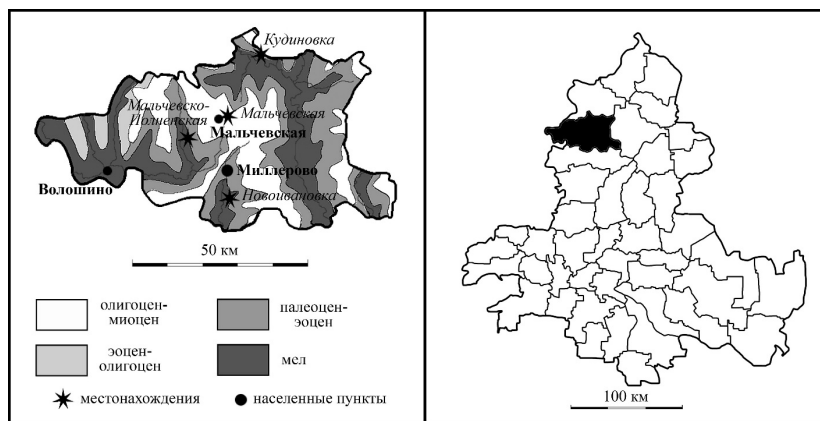 Кудиновка
Мальчевско-
Полненская
Мальчевская
Мальчевская
Волошино
Миллерово
Новоивановка
50 км
олигоцен-
миоцен
палеоцен-
эоцен
эоцен-
олигоцен
мел
местонахождения
населенные пункты
100 км